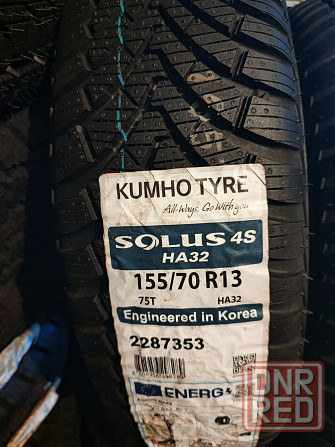 KUMHO TYRE
All-Ways, Go With you
SOLUS 4S
HA32
155/70 R13
75T HA32
Engineered in Korea
2287353
ENERG
DNR
RED